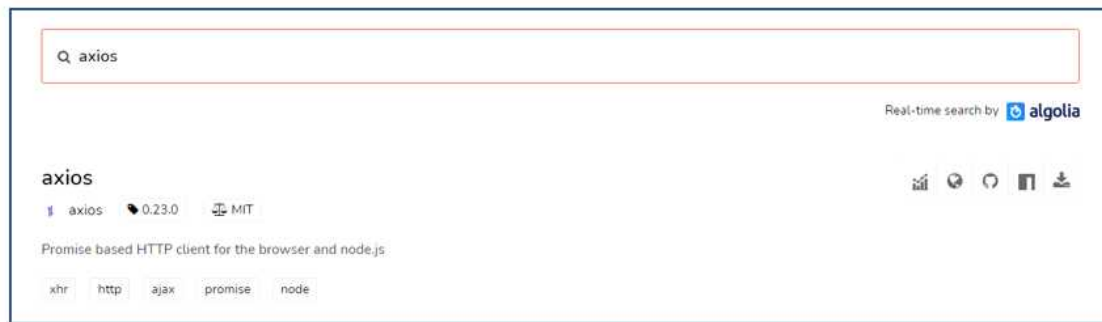 axios
Real-time search by algolia
axios
axios 0.23.0 MIT
Promise based HTTP client for the browser and node.js
xhr http ajax promise node